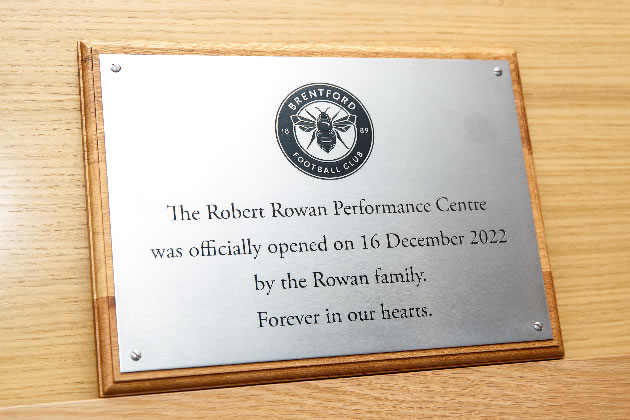 BRENTFORD
18 89
FOOTBALL CLUB
The Robert Rowan Performance Centre
was officially opened on 16 December 2022
by the Rowan family.
Forever in our hearts.